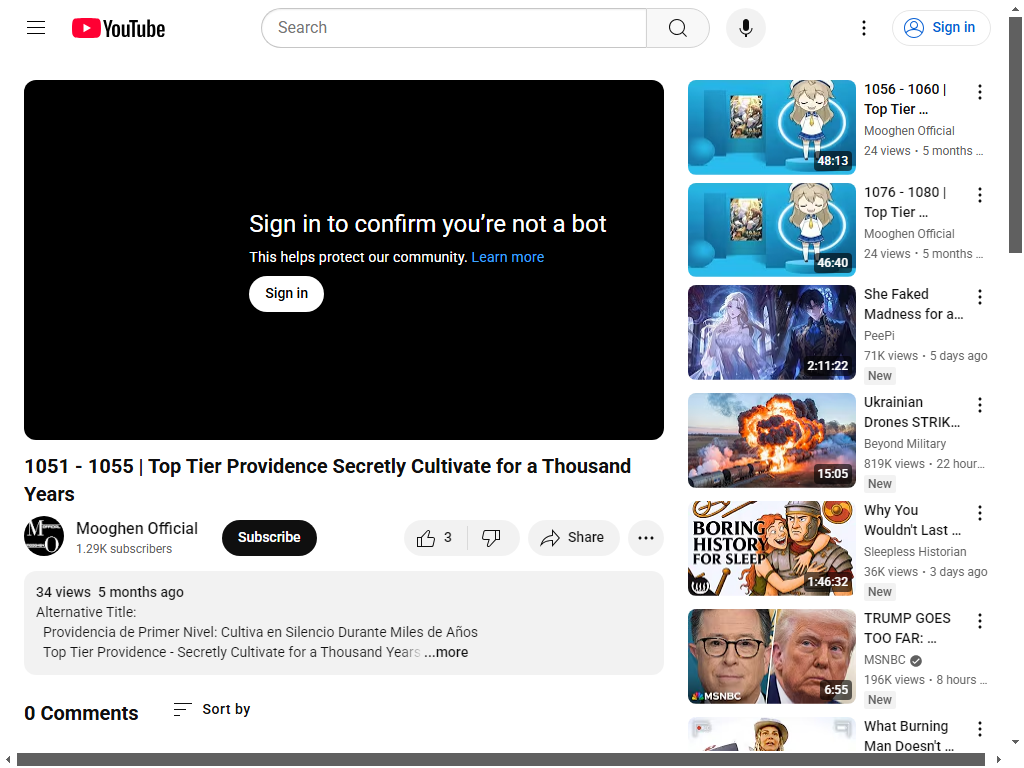 YouTube
Search
Sign in
Sign in to confirm you’re not a bot
This helps protect our community. Learn more
Sign in
1051 - 1055 | Top Tier Providence Secretly Cultivate for a Thousand
Years
Mooghen Official
1.29K subscribers
Subscribe
3
Share
34 views 5 months ago
Alternative Title:
Providencia de Primer Nivel: Cultiva en Silencio Durante Miles de Años
Top Tier Providence - Secretly Cultivate for a Thousand Years ...more
0 Comments
Sort by
48:13
1056 - 1060 |
Top Tier ...
Mooghen Official
24 views • 5 months ...
46:40
1076 - 1080 |
Top Tier ...
Mooghen Official
24 views • 5 months ...
2:11:22
She Faked
Madness for a...
PeePi
71K views • 5 days ago
New
15:05
Ukrainian
Drones STRIK...
Beyond Military
819K views • 22 hour...
New
BORING
HISTORY
FOR SLEEP
1:46:32
Why You
Wouldn't Last ...
Sleepless Historian
36K views • 3 days ago
New
MSNBC
6:55
TRUMP GOES
TOO FAR: ...
MSNBC
196K views • 8 hours ...
New
What Burning
Man Doesn't ...